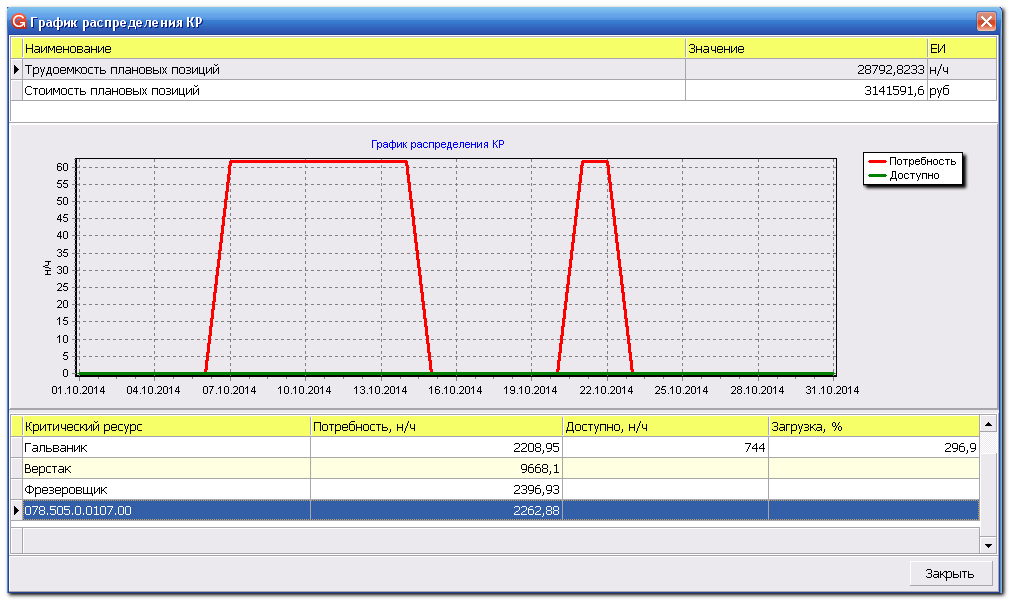 График распределения КР
Наименование Значение ЕИ
Трудоемкость плановых позиций 28792,8233 н/ч
Стоимость плановых позиций 3141591,6 руб
График распределения КР
Потребность
Доступно
60
55
50
45
40
35
30
25
20
15
10
5
0
н/ч
01.10.2014 04.10.2014 07.10.2014 10.10.2014 13.10.2014 16.10.2014 19.10.2014 22.10.2014 25.10.2014 28.10.2014 31.10.2014
Критический ресурс Потребность, н/ч Доступно, н/ч Загрузка, %
Гальваник 2208,95 744 296,9
Верстак 9668,1
Фрезеровщик 2396,93
078.505.0.0107.00 2262,88
Закрыть